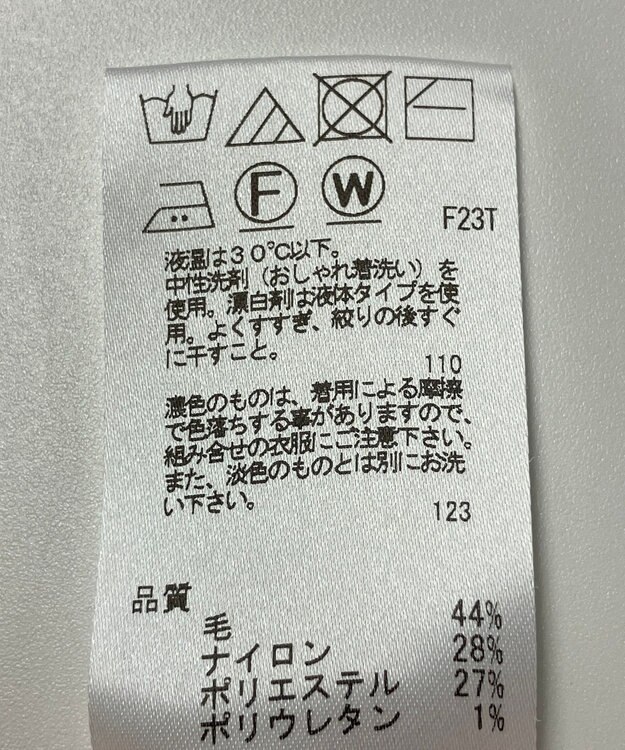 F W
F23T
液温は30℃以下。
中性洗剤（おしゃれ着洗い）を
使用。漂白剤は液体タイプを使
用。よくすすぎ、絞りの後すぐ
に干すこと。
110
濃色のものは、着用による摩擦
で色落ちする事がありますので、
組み合せの衣服にご注意下さい。
また、淡色のものとは別にお洗
い下さい。
123
品質
毛 44%
ナイロン 28%
ポリエステル 27%
ポリウレタン 1%